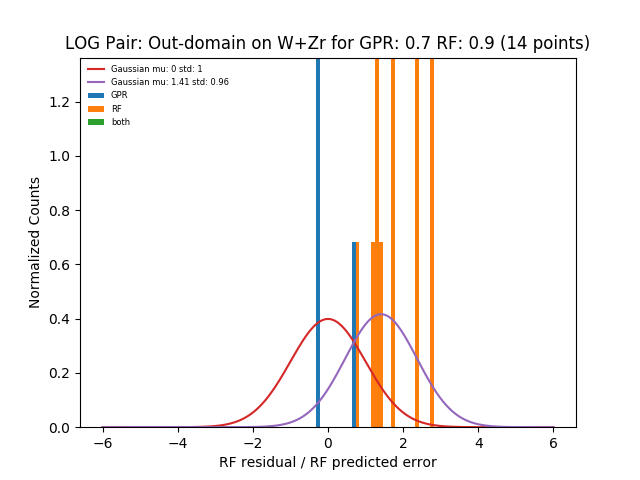 LOG Pair: Out-domain on W+Zr for GPR: 0.7 RF: 0.9 (14 points)
Gaussian mu: 0 std: 1
Gaussian mu: 1.41 std: 0.96
GPR
RF
both
Normalized Counts
1.2
1.0
0.8
0.6
0.4
0.2
0.0
−6 −4 −2 0 2 4 6
RF residual / RF predicted error